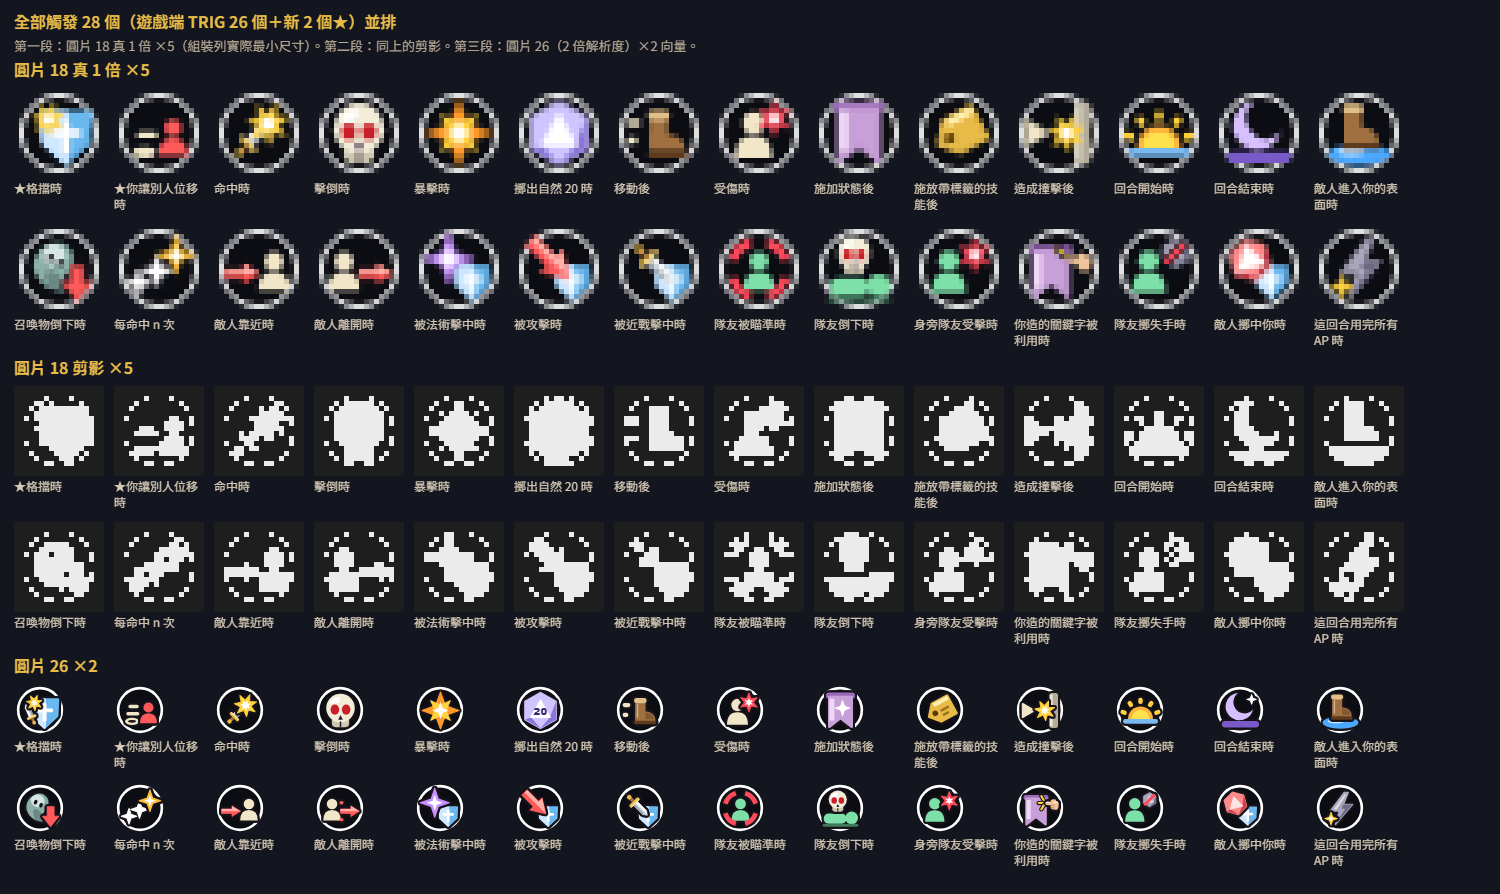 全部觸發 28 個（遊戲端 TRIG 26 個＋新 2 個★）並排
第一段：圓片 18 真 1 倍 ×5（組裝列實際最小尺寸）。第二段：同上的剪影。第三段：圓片 26（2 倍解析度）×2 向量。
圓片 18 真 1 倍 ×5
★格擋時
★你讓別人位移時
命中時
擊倒時
暴擊時
擲出自然 20 時
移動後
受傷時
施加狀態後
施放帶標籤的技能後
造成撞擊後
回合開始時
回合結束時
敵人進入你的表面時
召喚物倒下時
每命中 n 次
敵人靠近時
敵人離開時
被法術擊中時
被攻擊時
被近戰擊中時
隊友被瞄準時
隊友倒下時
身旁隊友受擊時
你造的關鍵字被利用時
隊友擲失手時
敵人擲中你時
這回合用完所有 AP 時
圓片 18 剪影 ×5
★格擋時
★你讓別人位移時
命中時
擊倒時
暴擊時
擲出自然 20 時
移動後
受傷時
施加狀態後
施放帶標籤的技能後
造成撞擊後
回合開始時
回合結束時
敵人進入你的表面時
召喚物倒下時
每命中 n 次
敵人靠近時
敵人離開時
被法術擊中時
被攻擊時
被近戰擊中時
隊友被瞄準時
隊友倒下時
身旁隊友受擊時
你造的關鍵字被利用時
隊友擲失手時
敵人擲中你時
這回合用完所有 AP 時
圓片 26 ×2
20
★格擋時
★你讓別人位移時
命中時
擊倒時
暴擊時
擲出自然 20 時
移動後
受傷時
施加狀態後
施放帶標籤的技能後
造成撞擊後
回合開始時
回合結束時
敵人進入你的表面時
召喚物倒下時
每命中 n 次
敵人靠近時
敵人離開時
被法術擊中時
被攻擊時
被近戰擊中時
隊友被瞄準時
隊友倒下時
身旁隊友受擊時
你造的關鍵字被利用時
隊友擲失手時
敵人擲中你時
這回合用完所有 AP 時